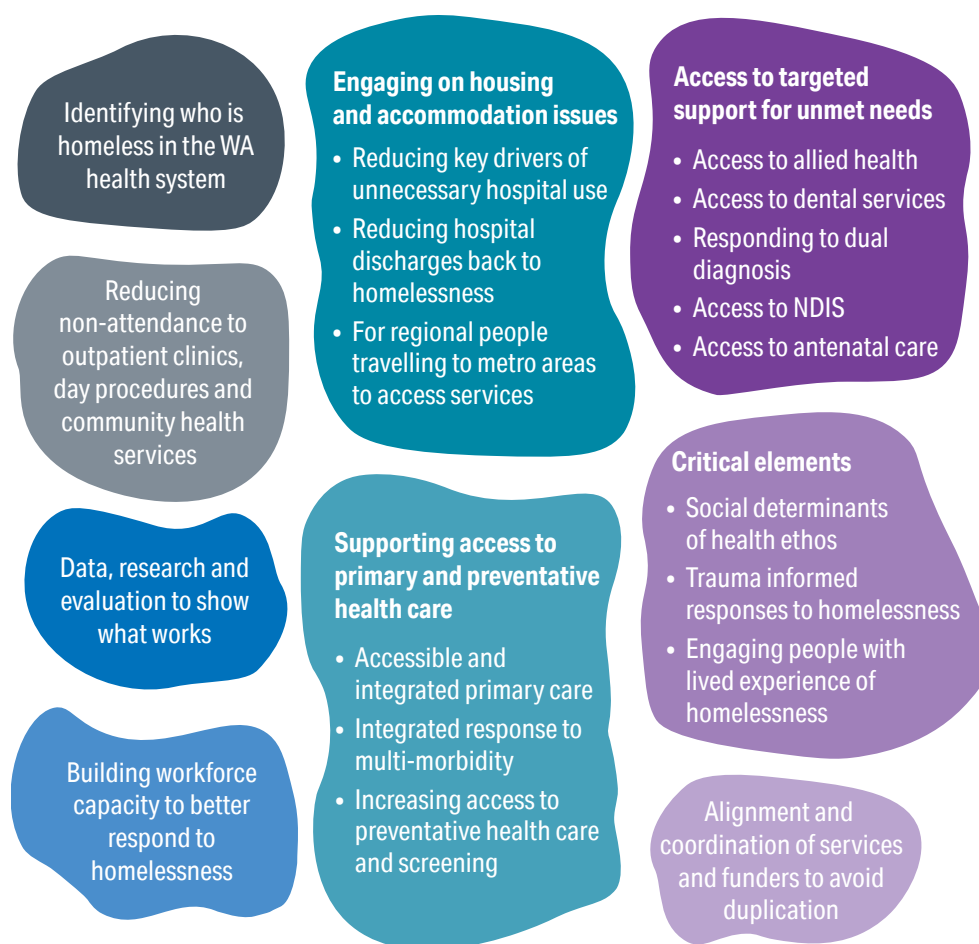 Identifying who is
homeless in the WA
health system
Reducing
non-attendance to
outpatient clinics,
day procedures and
community health
services
Data, research and
evaluation to show
what works
Building workforce
capacity to better
respond to
homelessness
Engaging on housing
and accommodation issues
• Reducing key drivers of
unnecessary hospital use
• Reducing hospital
discharges back to
homelessness
• For regional people
travelling to metro areas
to access services
Supporting access to
primary and preventative
health care
• Accessible and
integrated primary care
• Integrated response to
multi-morbidity
• Increasing access to
preventative health care
and screening
Access to targeted
support for unmet needs
• Access to allied health
• Access to dental services
• Responding to dual
diagnosis
• Access to NDIS
• Access to antenatal care
Critical elements
• Social determinants
of health ethos
• Trauma informed
responses to homelessness
• Engaging people with
lived experience of
homelessness
Alignment and
coordination of services
and funders to avoid
duplication